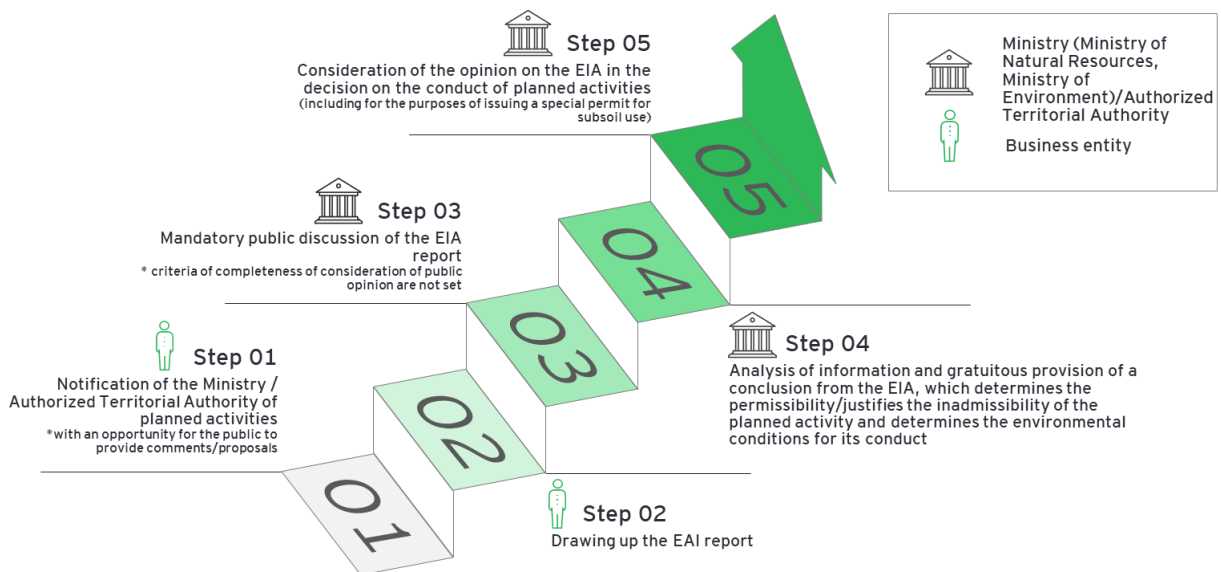 Step 05
Consideration of the opinion on the EIA in the
decision on the conduct of planned activities
(including for the purposes of issuing a special permit for
subsoil use)
Ministry (Ministry of
Natural Resources,
Ministry of
Environment)/Authorized
Territorial Authority
Business entity
05
Step 03
Mandatory public discussion of the EIA
report
* criteria of completeness of consideration of public
opinion are not set
04
Step 01
Notification of the Ministry /
Authorized Territorial Authority of
planned activities
*with an opportunity for the public to
provide comments/proposals
03
Step 04
Analysis of information and gratuitous provision of a
conclusion from the EIA, which determines the
permissibility/justifies the inadmissibility of the
planned activity and determines the environmental
conditions for its conduct
02
01
Step 02
Drawing up the EAI report